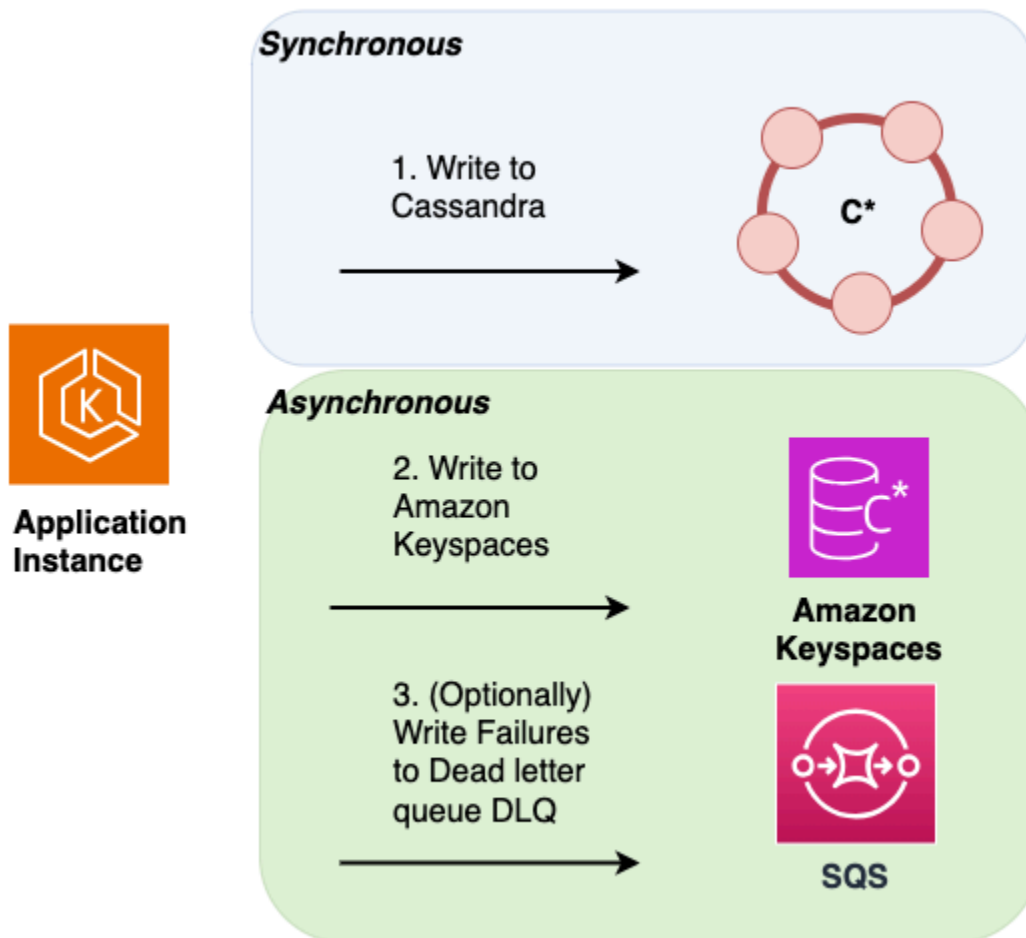 Synchronous
1. Write to
Cassandra
C*
K
Application
Instance
Asynchronous
2. Write to
Amazon
Keyspaces
C*
Amazon
Keyspaces
3. (Optionally)
Write Failures
to Dead letter
queue DLQ
SQS